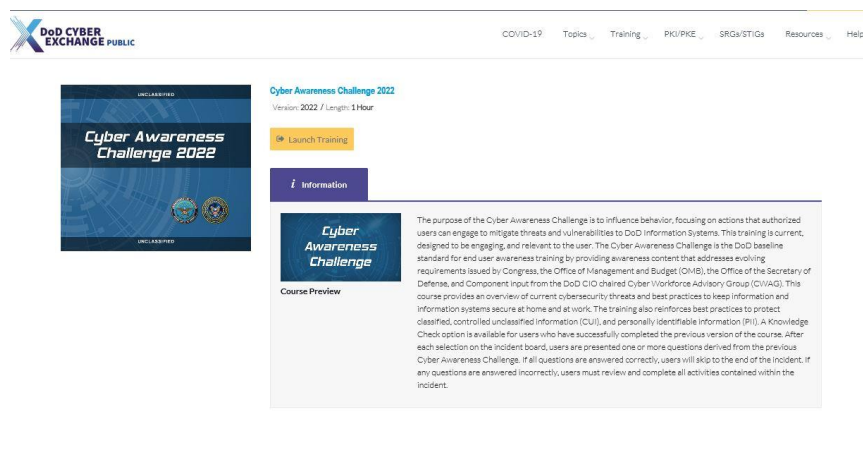 DoD CYBER
EXCHANGE PUBLIC
COVID-19 Topics Training PKI/PKE SRGs/STIGs Resources Help
UNCLASSIFIED
Cyber Awareness
Challenge 2022
UNCLASSIFIED
Cyber Awareness Challenge 2022
Version: 2022 / Length: 1 Hour
Launch Training
i Information
Cyber
Awareness
Challenge
Course Preview
The purpose of the Cyber Awareness Challenge is to influence behavior, focusing on actions that authorized
users can engage to mitigate threats and vulnerabilities to DoD Information Systems. This training is current,
designed to be engaging, and relevant to the user. The Cyber Awareness Challenge is the DoD baseline
standard for end user awareness training by providing awareness content that addresses evolving
requirements issued by Congress, the Office of Management and Budget (OMB), the Office of the Secretary of
Defense, and Component input from the DoD CIO chaired Cyber Workforce Advisory Group (CWAG). This
course provides an overview of current cybersecurity threats and best practices to keep information and
information systems secure at home and at work. The training also reinforces best practices to protect
classified, controlled unclassified information (CUI), and personally identifiable information (PII). A Knowledge
Check option is available for users who have successfully completed the previous version of the course. After
each selection on the incident board, users are presented one or more questions derived from the previous
Cyber Awareness Challenge. If all questions are answered correctly, users will skip to the end of the incident. If
any questions are answered incorrectly, users must review and complete all activities contained within the
incident.